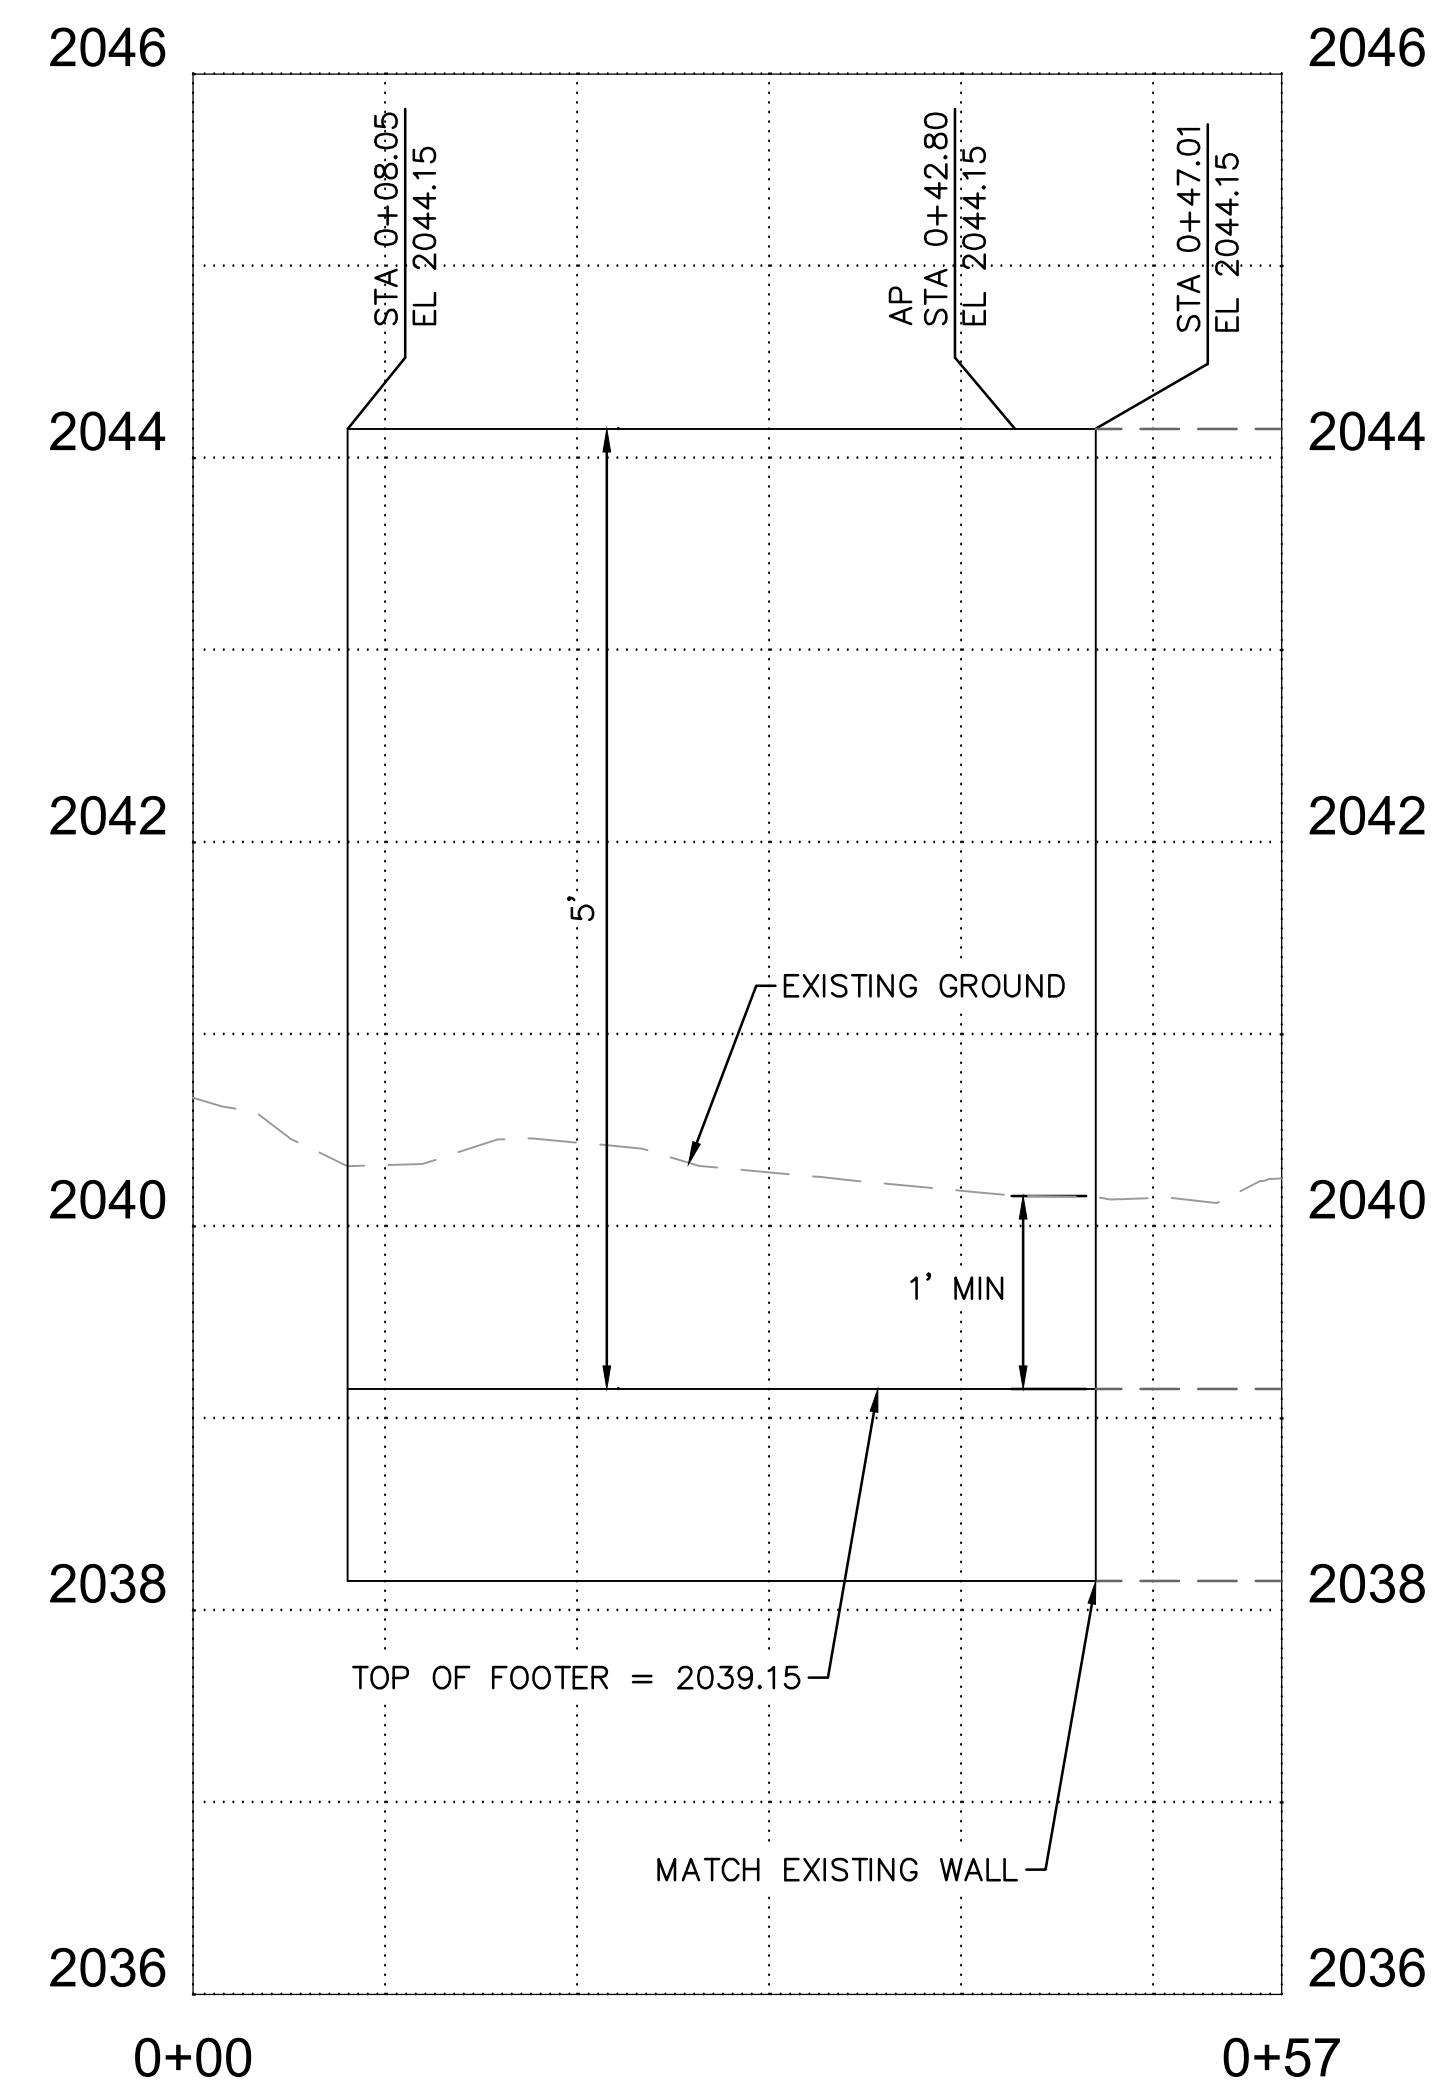 2046
2046
STA 0+08.05
EL 2044.15
AP
STA 0+42.80
EL 2044.15
STA 0+47.01
EL 2044.15
2044
2044
2042
2042
5'
EXISTING GROUND
2040
2040
1' MIN
2038
2038
TOP OF FOOTER = 2039.15
MATCH EXISTING WALL
2036
2036
0+00
0+57